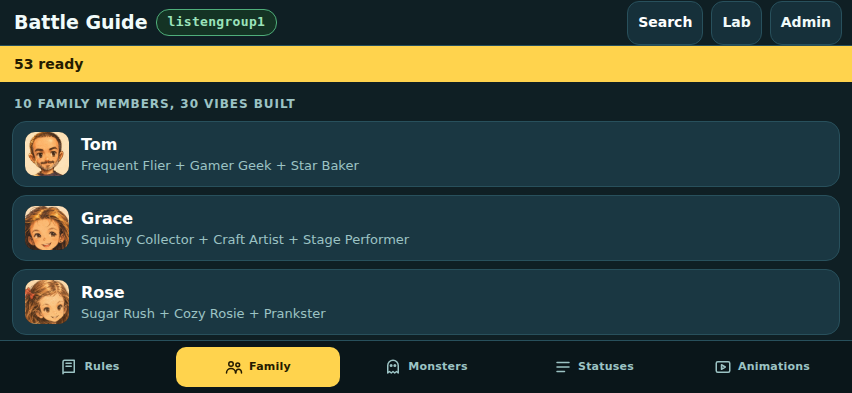 Battle Guide listengroup1 Search Lab Admin
53 ready
10 FAMILY MEMBERS, 30 VIBES BUILT
Tom
Frequent Flier + Gamer Geek + Star Baker
Grace
Squishy Collector + Craft Artist + Stage Performer
Rose
Sugar Rush + Cozy Rosie + Prankster
Rules Family Monsters Statuses Animations